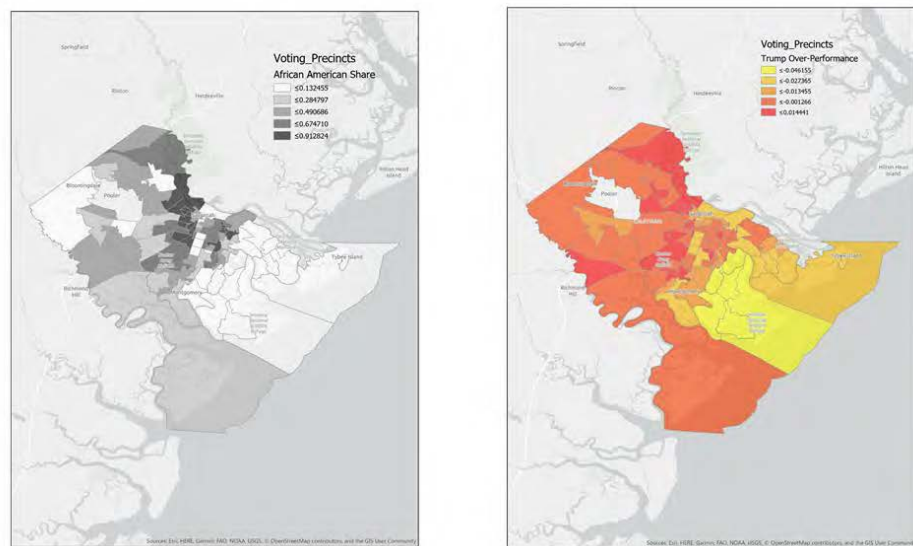 Springfield
Rincon
Hardeeville
Voting_Precincts
African American Share
≤0.132455
≤0.284797
≤0.490686
≤0.674710
≤0.912824
Hilton Head
Island
Bloomingdale
Pooler
Tybee Island
Richmond
Hill
Montgomery
Sources: Esri, HERE, Garmin, FAO, NOAA, USGS, © OpenStreetMap contributors, and the GIS User Community
Springfield
Rincon
Hardeeville
Voting_Precincts
Trump Over-Performance
≤-0.046155
≤-0.027365
≤-0.013455
≤-0.001266
≤0.014441
Hilton Head
Island
Pooler
Tybee Island
Richmond
Hill
Sources: Esri, HERE, Garmin, FAO, NOAA, USGS, © OpenStreetMap contributors, and the GIS User Community